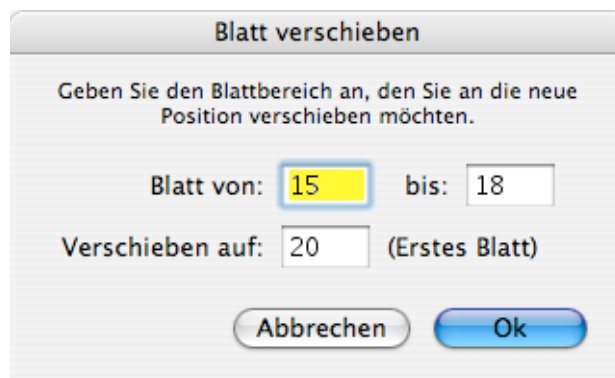 Blatt verschieben
Geben Sie den Blattbereich an, den Sie an die neue
Position verschieben möchten.
Blatt von: 15 bis: 18
Verschieben auf: 20 (Erstes Blatt)
Abbrechen Ok